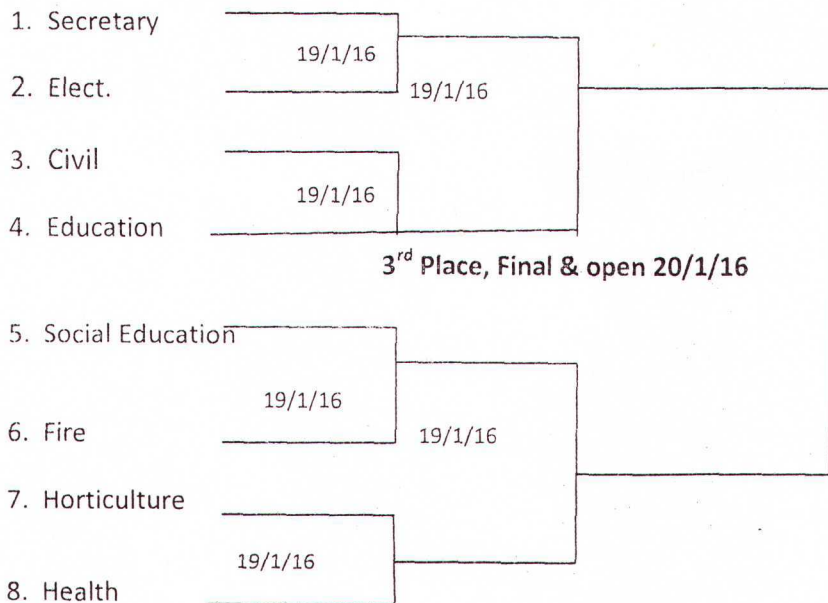 1. Secretary
19/1/16
2. Elect.
19/1/16
3. Civil
19/1/16
4. Education
3rd Place, Final & open 20/1/16
5. Social Education
19/1/16
6. Fire
19/1/16
7. Horticulture
19/1/16
8. Health